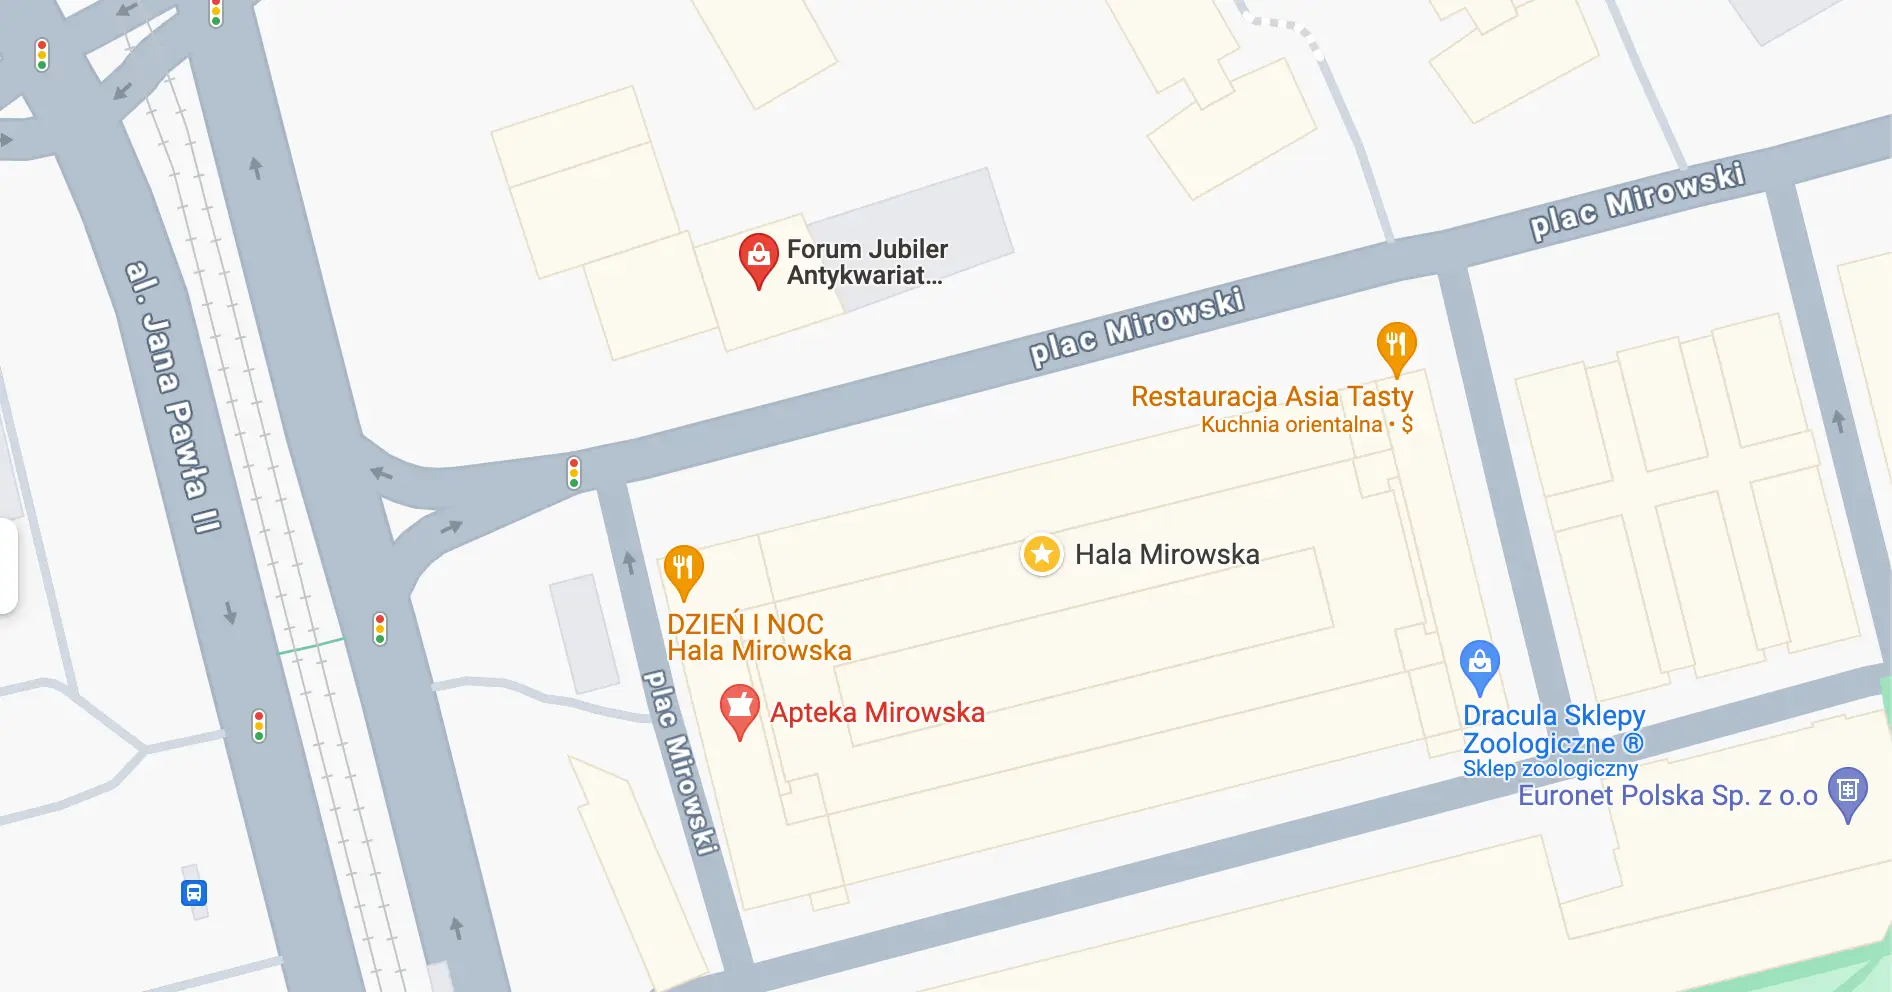 plac Mirowski
Forum Jubiler
Antykwariat...
al. Jana Pawła II
plac Mirowski
Restauracja Asia Tasty
Kuchnia orientalna • $
Hala Mirowska
DZIEŃ I NOC
Hala Mirowska
Apteka Mirowska
plac Mirowski
Dracula Sklepy
Zoologiczne ®
Sklep zoologiczny
Euronet Polska Sp. z o.o